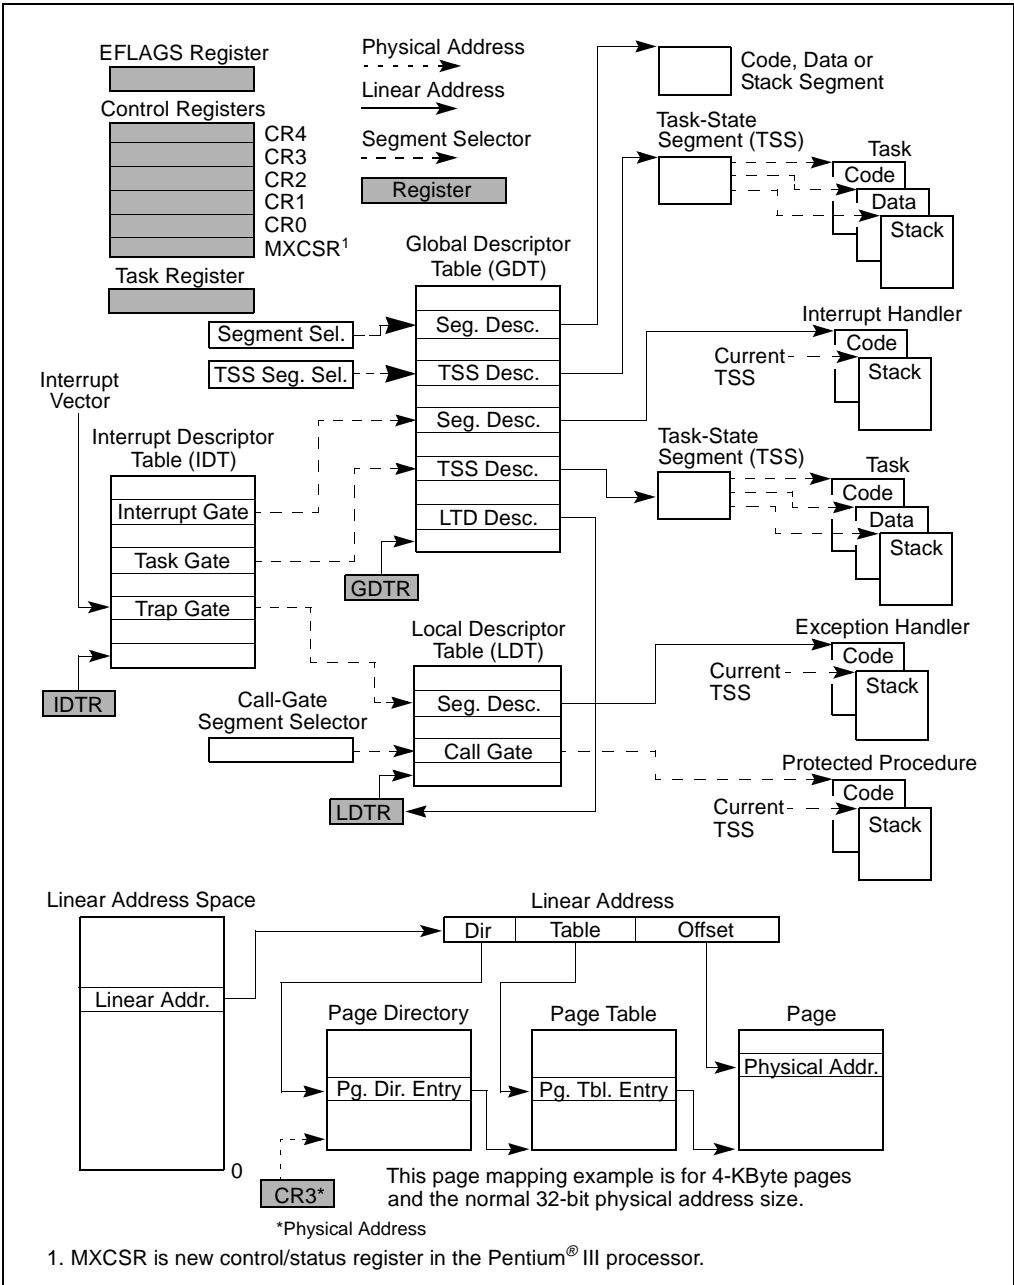 EFLAGS Register
Physical Address
Code, Data or
Stack Segment
Linear Address
Control Registers
CR4
CR3
CR2
CR1
CR0
MXCSR1
Segment Selector
Register
Task-State
Segment (TSS)
Task
Code
Data
Stack
Task Register
Global Descriptor
Table (GDT)
Segment Sel.
Seg. Desc.
TSS Seg. Sel.
TSS Desc.
Seg. Desc.
TSS Desc.
LTD Desc.
GDTR
Interrupt Handler
Code
Current
TSS
Stack
Interrupt
Vector
Interrupt Descriptor
Table (IDT)
Interrupt Gate
Task Gate
Trap Gate
IDTR
Task-State
Segment (TSS)
Task
Code
Data
Stack
Local Descriptor
Table (LDT)
Seg. Desc.
Call Gate
Call-Gate
Segment Selector
LDTR
Exception Handler
Code
Current
TSS
Stack
Protected Procedure
Code
Current
TSS
Stack
Linear Address Space
Linear Addr.
0
Linear Address
Dir
Table
Offset
Page Directory
Pg. Dir. Entry
Page Table
Pg. Tbl. Entry
Page
Physical Addr.
CR3*
*Physical Address
This page mapping example is for 4-KByte pages
and the normal 32-bit physical address size.
1. MXCSR is new control/status register in the Pentium® III processor.